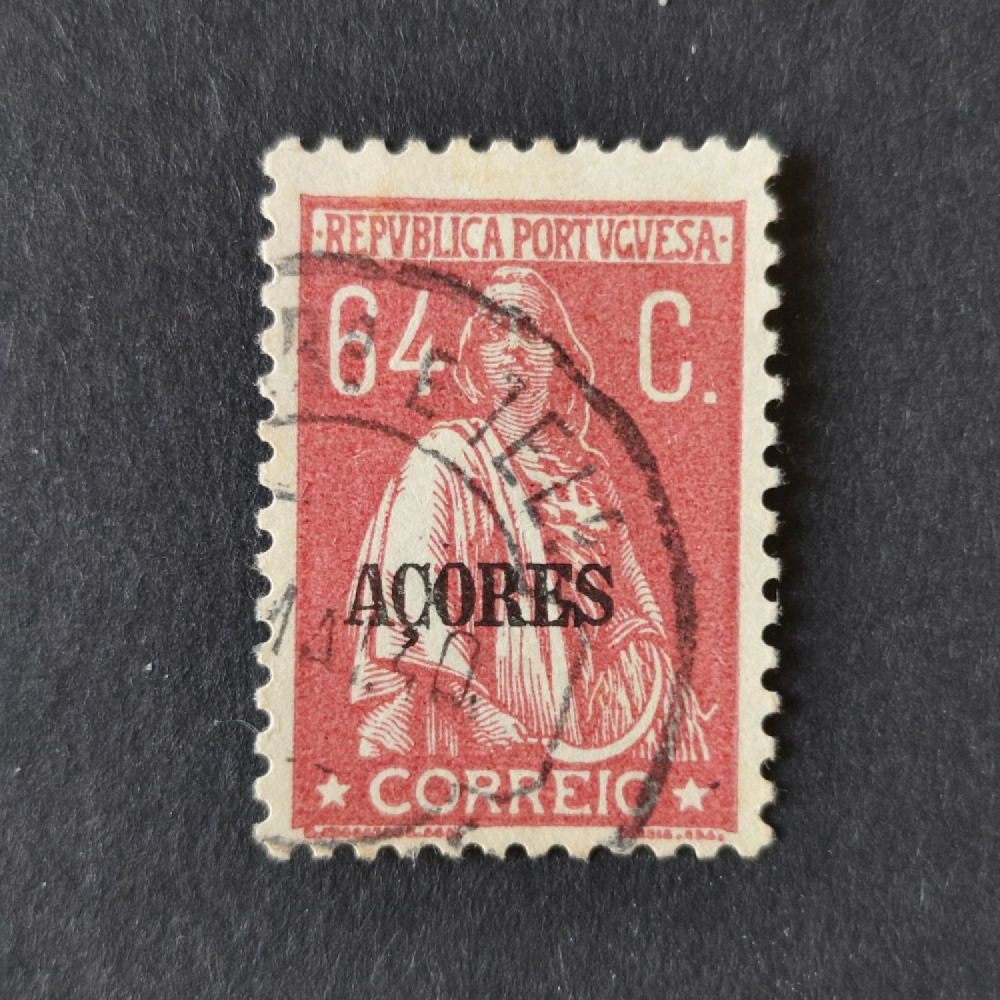 ·REPVBLICA PORTVGVESA·
64 C.
AÇORES
CORREIO